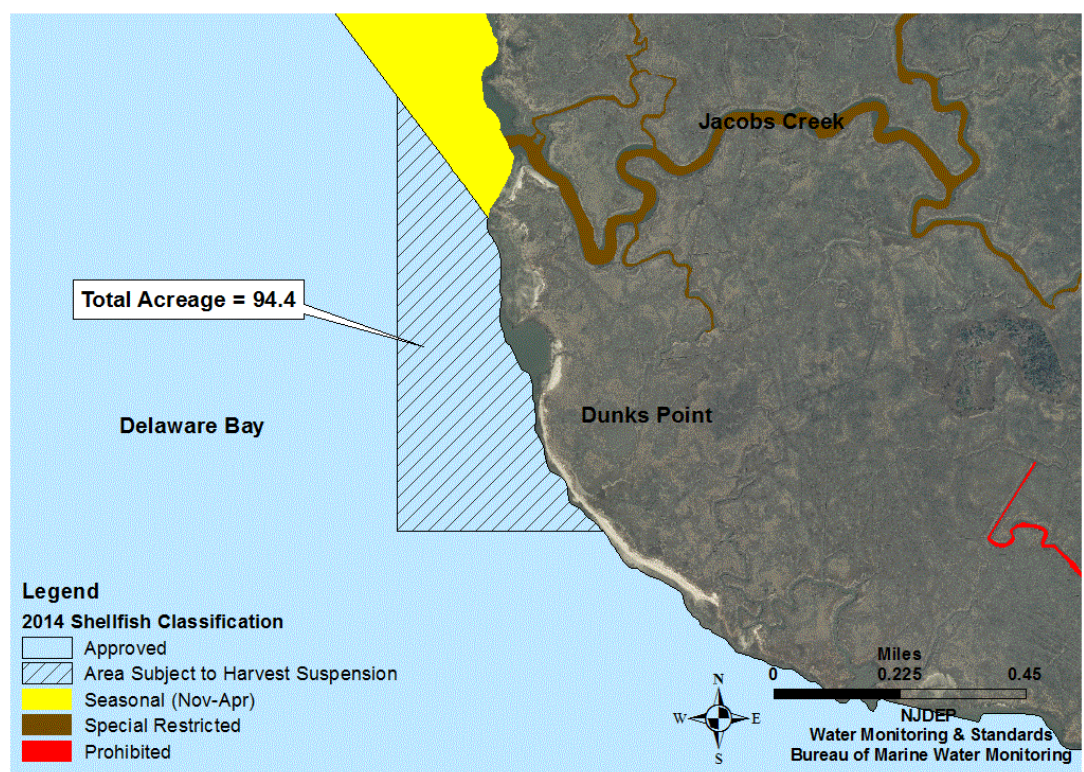 Jacobs Creek
Total Acreage = 94.4
Dunks Point
Delaware Bay
Legend
2014 Shellfish Classification
Approved
Area Subject to Harvest Suspension
Seasonal (Nov-Apr)
Special Restricted
Prohibited
N
W E
S
Miles
0 0.225 0.45
NJDEP
Water Monitoring & Standards
Bureau of Marine Water Monitoring